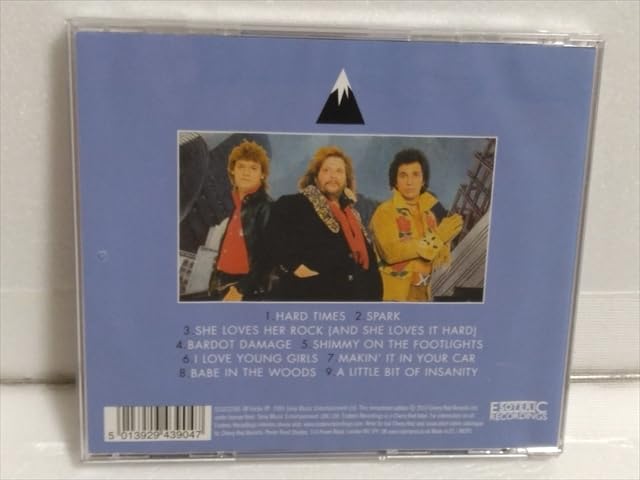 1. HARD TIMES 2. SPARK
3. SHE LOVES HER ROCK (AND SHE LOVES IT HARD)
4. BARDOT DAMAGE 5. SHIMMY ON THE FOOTLIGHTS
6. I LOVE YOUNG GIRLS 7. MAKIN' IT IN YOUR CAR
8. BABE IN THE WOODS 9. A LITTLE BIT OF INSANITY
5 013929 439047
ESOTERIC
RECORDINGS